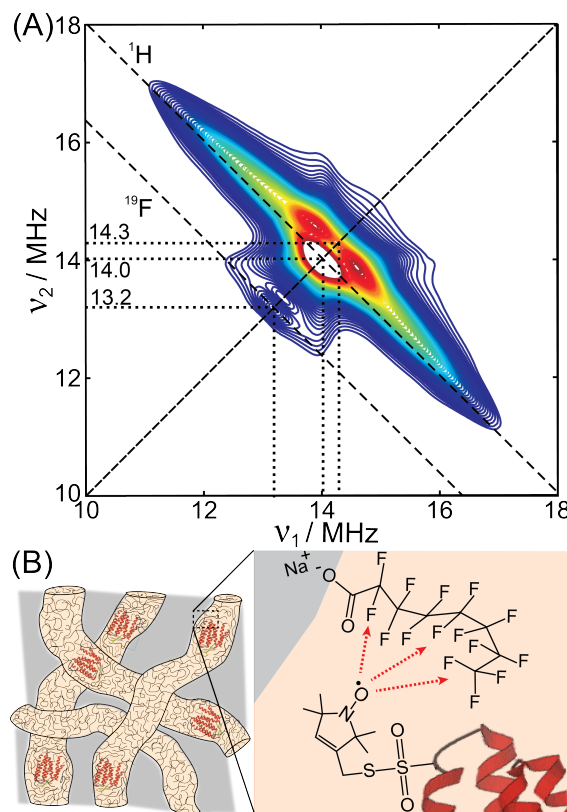 (A)
18
¹H
16
¹⁹F
14.3
14
14.0
13.2
12
10
ν₂ / MHz
10
12
14
16
18
ν₁ / MHz
(B)
Na⁺
⁻O
O
F F
F F
F F
F F
F F
F F
F F
F
O
N
O
S S
O